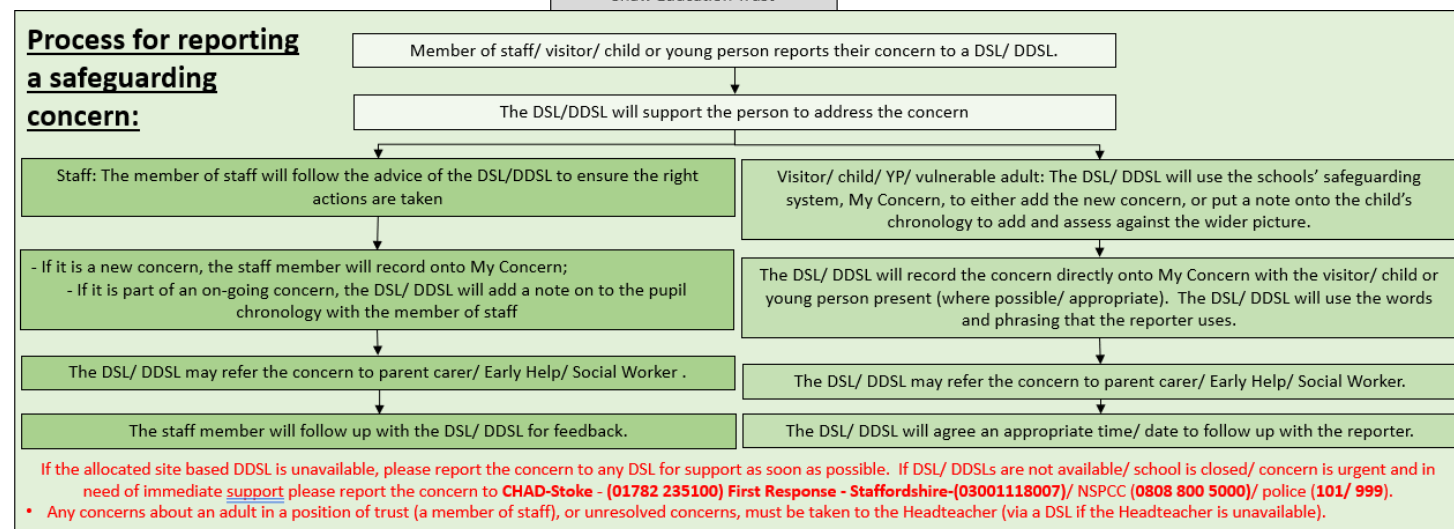 Process for reporting
a safeguarding
concern:
Member of staff/ visitor/ child or young person reports their concern to a DSL/ DDSL.
The DSL/DDSL will support the person to address the concern
Staff: The member of staff will follow the advice of the DSL/DDSL to ensure the right
actions are taken
- If it is a new concern, the staff member will record onto My Concern;
- If it is part of an on-going concern, the DSL/ DDSL will add a note on to the pupil
chronology with the member of staff
The DSL/ DDSL may refer the concern to parent carer/ Early Help/ Social Worker .
The staff member will follow up with the DSL/ DDSL for feedback.
Visitor/ child/ YP/ vulnerable adult: The DSL/ DDSL will use the schools’ safeguarding
system, My Concern, to either add the new concern, or put a note onto the child’s
chronology to add and assess against the wider picture.
The DSL/ DDSL will record the concern directly onto My Concern with the visitor/ child or
young person present (where possible/ appropriate). The DSL/ DDSL will use the words
and phrasing that the reporter uses.
The DSL/ DDSL may refer the concern to parent carer/ Early Help/ Social Worker.
The DSL/ DDSL will agree an appropriate time/ date to follow up with the reporter.
If the allocated site based DDSL is unavailable, please report the concern to any DSL for support as soon as possible. If DSL/ DDSLs are not available/ school is closed/ concern is urgent and in
need of immediate support please report the concern to CHAD-Stoke - (01782 235100) First Response - Staffordshire-(03001118007)/ NSPCC (0808 800 5000)/ police (101/ 999).
• Any concerns about an adult in a position of trust (a member of staff), or unresolved concerns, must be taken to the Headteacher (via a DSL if the Headteacher is unavailable).